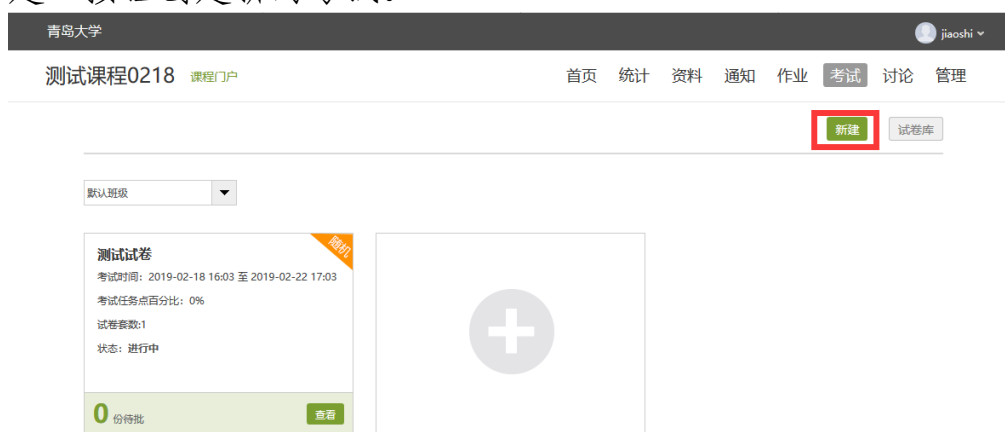 青岛大学 jiaoshi
测试课程0218 课程门户 首页 统计 资料 通知 作业 考试 讨论 管理
新建 试卷库
默认班级
测试试卷 随机
考试时间：2019-02-18 16:03 至 2019-02-22 17:03
考试任务点百分比：0%
试卷套数:1
状态：进行中
0 份待批 查看